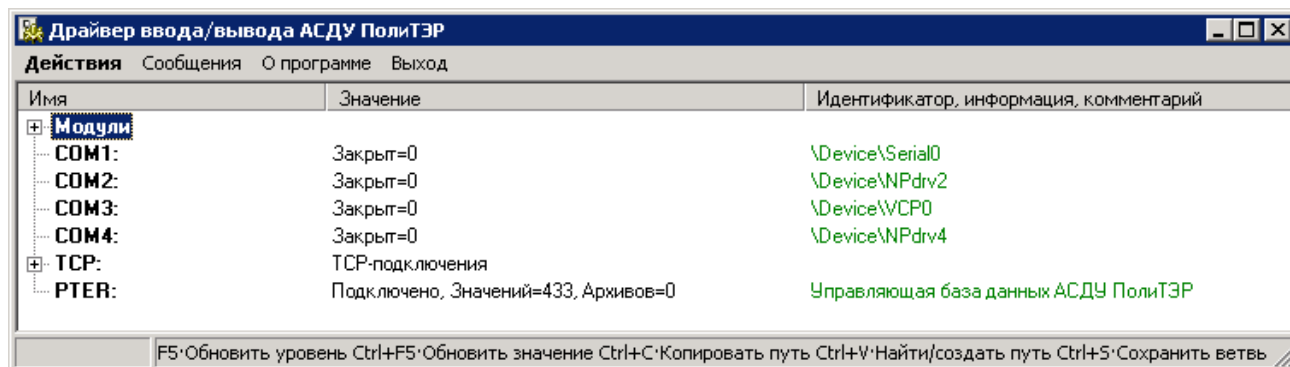 Драйвер ввода/вывода АСДУ ПолиТЭР
Действия Сообщения О программе Выход
Имя Значение Идентификатор, информация, комментарий
Модули
COM1: Закрыт=0 \Device\Serial0
COM2: Закрыт=0 \Device\NPdrv2
COM3: Закрыт=0 \Device\VCP0
COM4: Закрыт=0 \Device\NPdrv4
TCP: TCP-подключения
PTER: Подключено, Значений=433, Архивов=0 Управляющая база данных АСДУ ПолиТЭР
F5·Обновить уровень Ctrl+F5·Обновить значение Ctrl+C·Копировать путь Ctrl+V·Найти/создать путь Ctrl+S·Сохранить ветвь